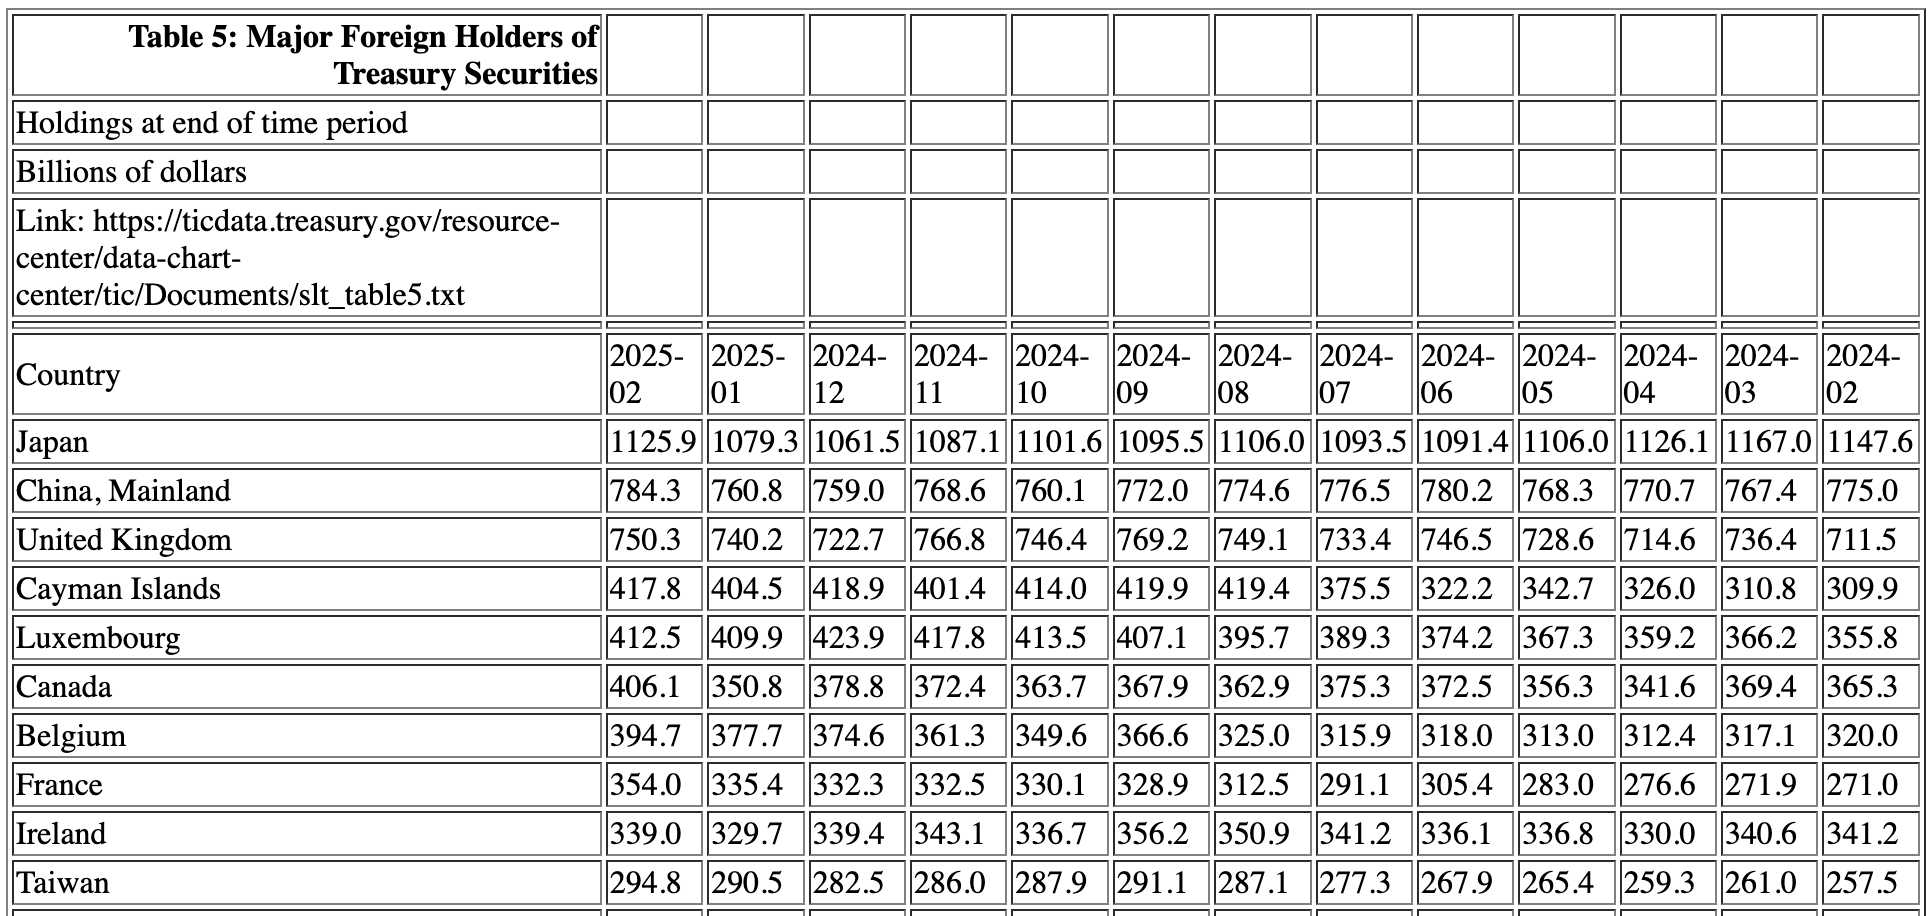 Table 5: Major Foreign Holders of
Treasury Securities
Holdings at end of time period
Billions of dollars
Link: https://ticdata.treasury.gov/resource-
center/data-chart-
center/tic/Documents/slt_table5.txt
Country 2025-02 2025-01 2024-12 2024-11 2024-10 2024-09 2024-08 2024-07 2024-06 2024-05 2024-04 2024-03 2024-02
Japan 1125.9 1079.3 1061.5 1087.1 1101.6 1095.5 1106.0 1093.5 1091.4 1106.0 1126.1 1167.0 1147.6
China, Mainland 784.3 760.8 759.0 768.6 760.1 772.0 774.6 776.5 780.2 768.3 770.7 767.4 775.0
United Kingdom 750.3 740.2 722.7 766.8 746.4 769.2 749.1 733.4 746.5 728.6 714.6 736.4 711.5
Cayman Islands 417.8 404.5 418.9 401.4 414.0 419.9 419.4 375.5 322.2 342.7 326.0 310.8 309.9
Luxembourg 412.5 409.9 423.9 417.8 413.5 407.1 395.7 389.3 374.2 367.3 359.2 366.2 355.8
Canada 406.1 350.8 378.8 372.4 363.7 367.9 362.9 375.3 372.5 356.3 341.6 369.4 365.3
Belgium 394.7 377.7 374.6 361.3 349.6 366.6 325.0 315.9 318.0 313.0 312.4 317.1 320.0
France 354.0 335.4 332.3 332.5 330.1 328.9 312.5 291.1 305.4 283.0 276.6 271.9 271.0
Ireland 339.0 329.7 339.4 343.1 336.7 356.2 350.9 341.2 336.1 336.8 330.0 340.6 341.2
Taiwan 294.8 290.5 282.5 286.0 287.9 291.1 287.1 277.3 267.9 265.4 259.3 261.0 257.5